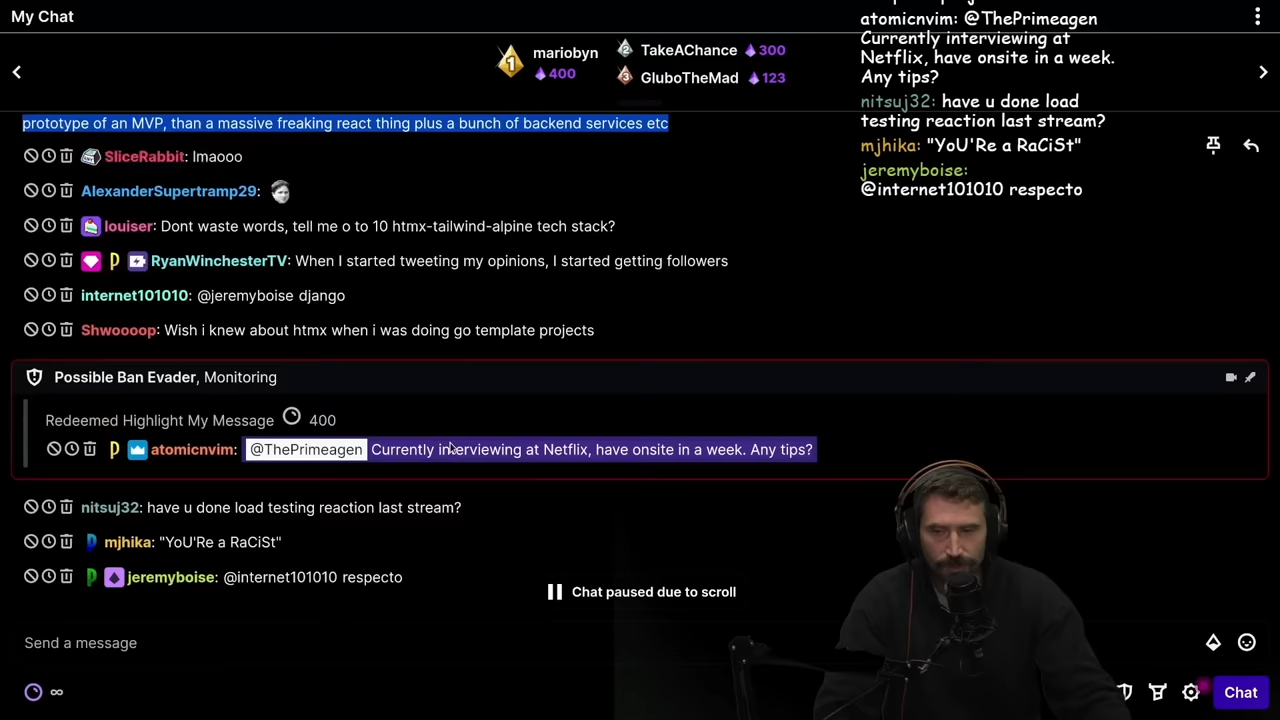 My Chat
mariobyn
400
TakeAChance 300
GluboTheMad 123
prototype of an MVP, than a massive freaking react thing plus a bunch of backend services etc
SliceRabbit: lmaooo
AlexanderSupertramp29:
louiser: Dont waste words, tell me o to 10 htmx-tailwind-alpine tech stack?
RyanWinchesterTV: When I started tweeting my opinions, I started getting followers
internet101010: @jeremyboise django
Shwoooop: Wish i knew about htmx when i was doing go template projects
Possible Ban Evader, Monitoring
Redeemed Highlight My Message 400
atomicnvim: @ThePrimeagen Currently interviewing at Netflix, have onsite in a week. Any tips?
nitsuj32: have u done load testing reaction last stream?
mjhika: "YoU'Re a RaCiSt"
jeremyboise: @internet101010 respecto
Chat paused due to scroll
Send a message
∞
Chat
atomicnvim: @ThePrimeagen
Currently interviewing at
Netflix, have onsite in a week.
Any tips?
nitsuj32: have u done load
testing reaction last stream?
mjhika: "YoU'Re a RaCiSt"
jeremyboise:
@internet101010 respecto